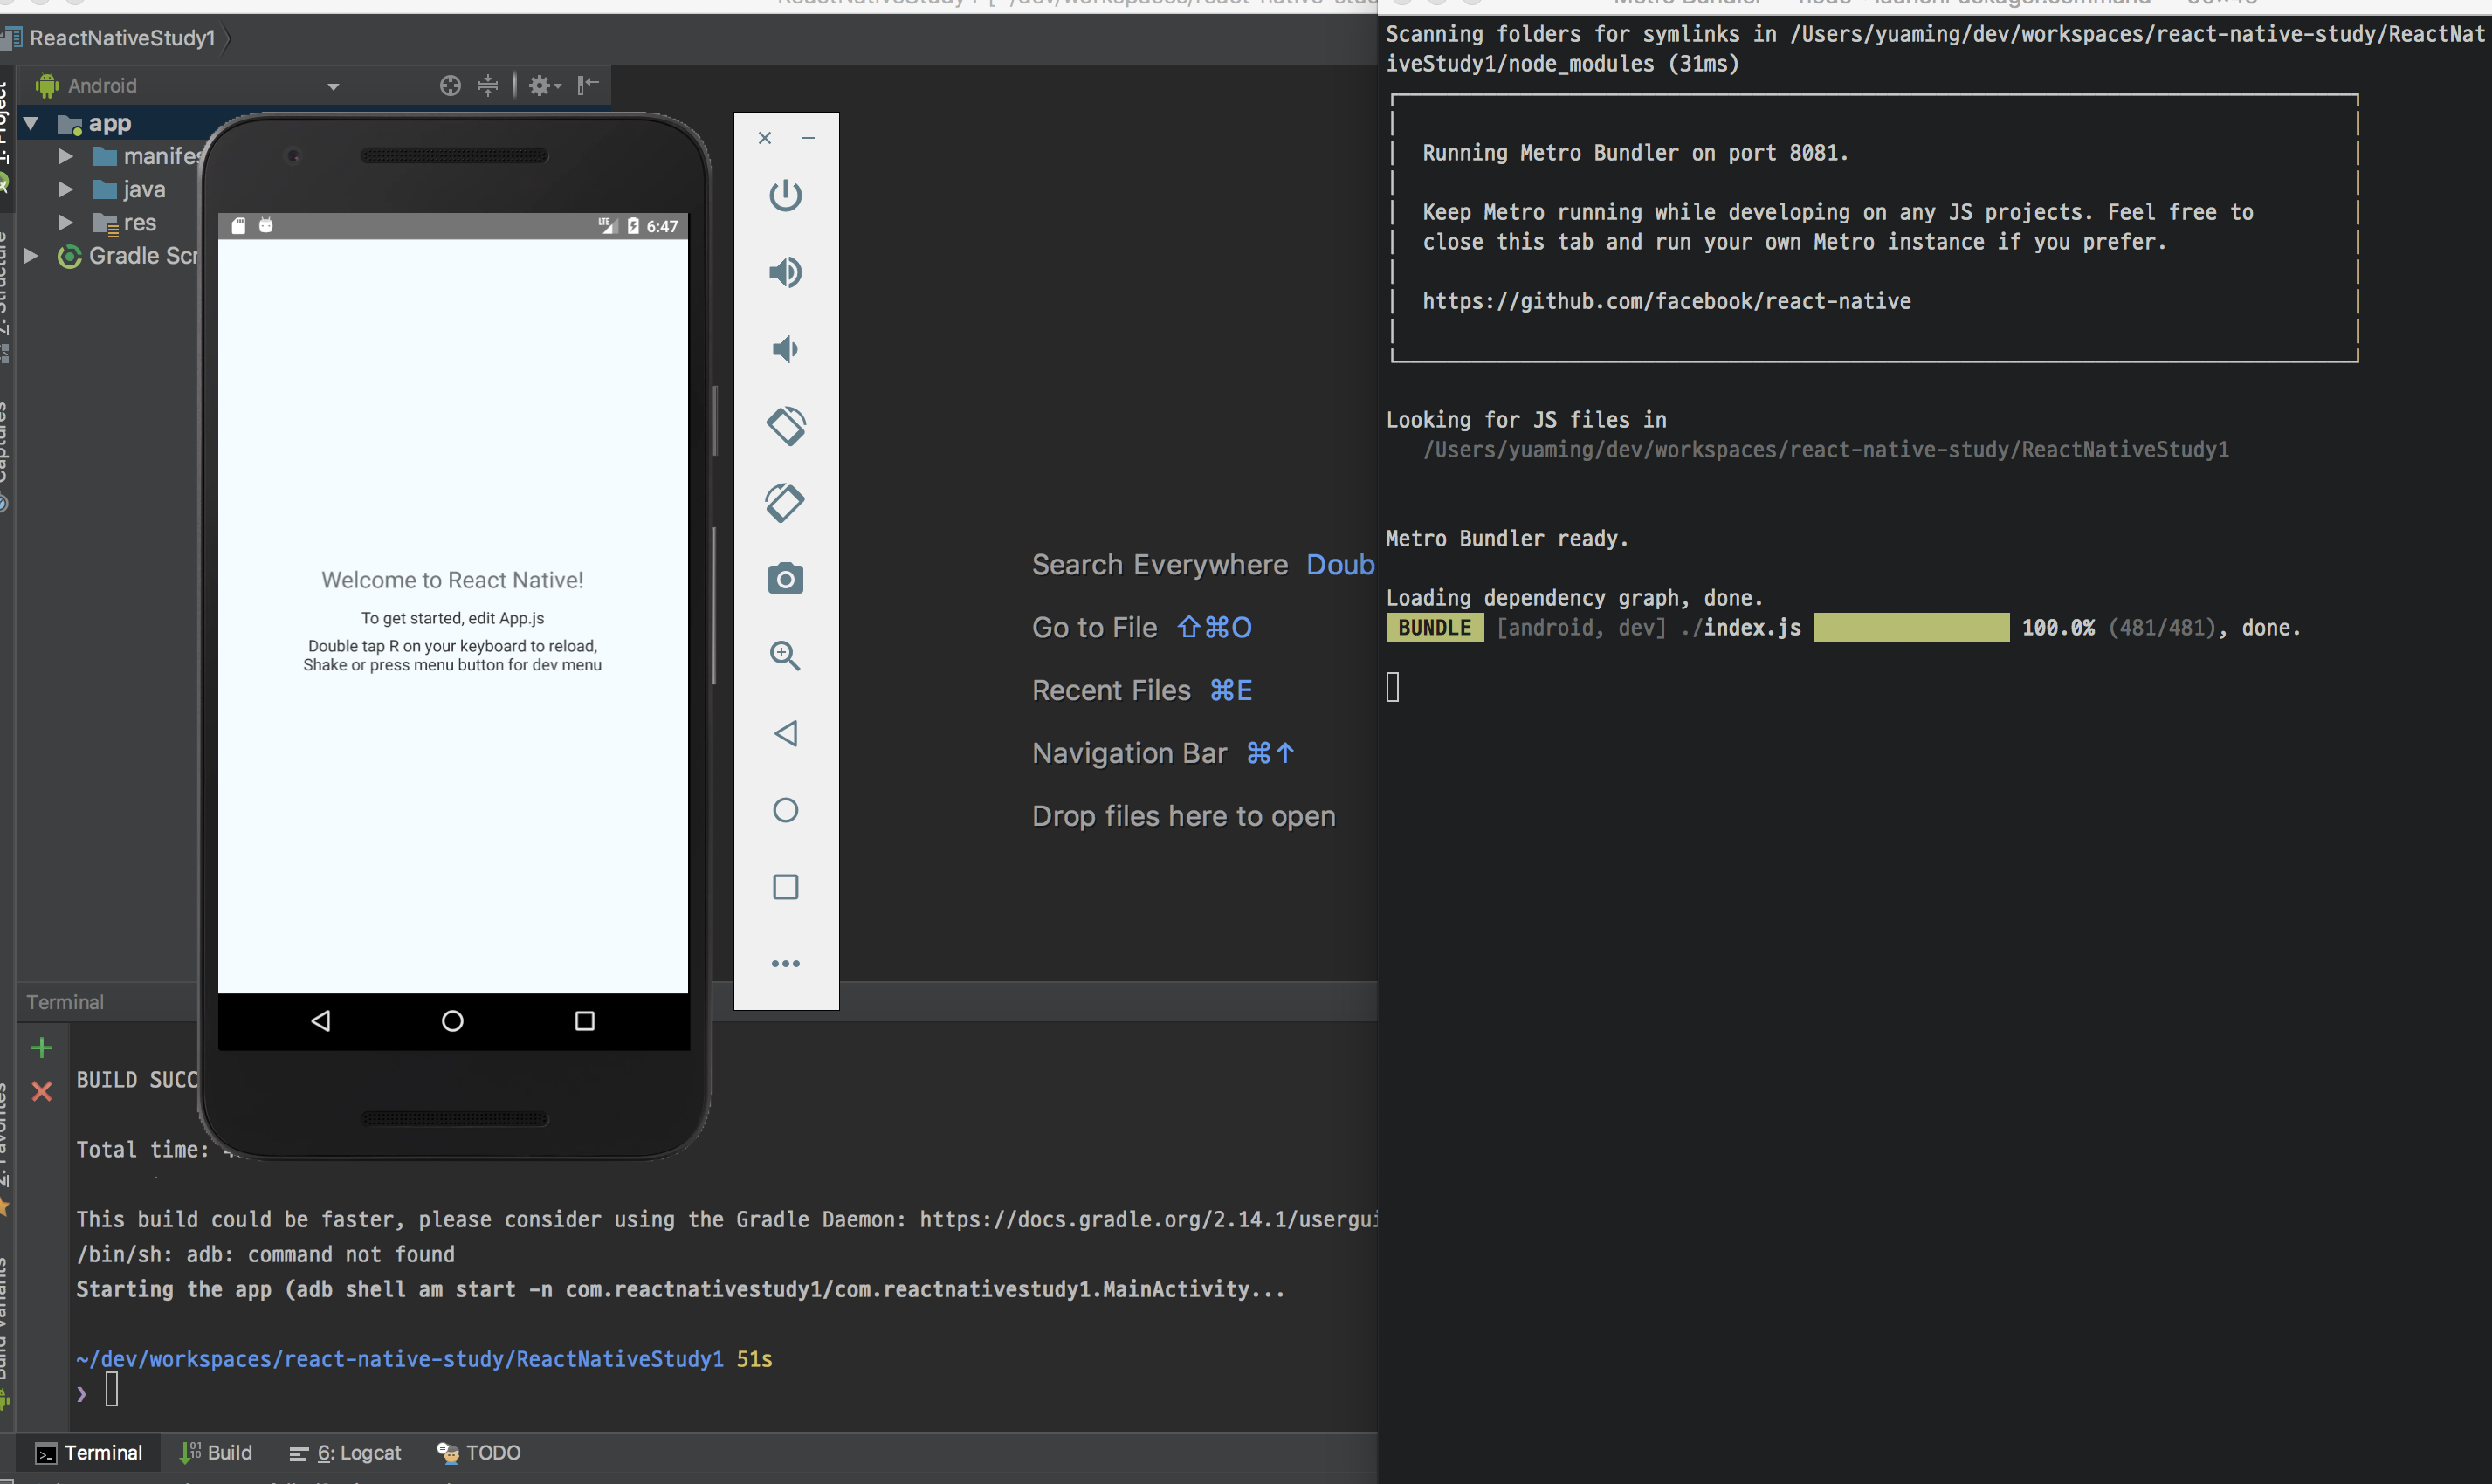 ReactNativeStudy1
Android
app
manifes
java
res
Gradle Scr
LTE 6:47
Welcome to React Native!
To get started, edit App.js
Double tap R on your keyboard to reload,
Shake or press menu button for dev menu
Search Everywhere Doub
Go to File ⇧⌘O
Recent Files ⌘E
Navigation Bar ⌘↑
Drop files here to open
Terminal
BUILD SUCC
Total time:
This build could be faster, please consider using the Gradle Daemon: https://docs.gradle.org/2.14.1/usergui
/bin/sh: adb: command not found
Starting the app (adb shell am start -n com.reactnativestudy1/com.reactnativestudy1.MainActivity...
~/dev/workspaces/react-native-study/ReactNativeStudy1 51s
❯
Terminal
Build
6: Logcat
TODO
1: Project
Captures
Scanning folders for symlinks in /Users/yuaming/dev/workspaces/react-native-study/ReactNat
iveStudy1/node_modules (31ms)
Running Metro Bundler on port 8081.
Keep Metro running while developing on any JS projects. Feel free to
close this tab and run your own Metro instance if you prefer.
https://github.com/facebook/react-native
Looking for JS files in
/Users/yuaming/dev/workspaces/react-native-study/ReactNativeStudy1
Metro Bundler ready.
Loading dependency graph, done.
BUNDLE [android, dev] ./index.js 100.0% (481/481), done.